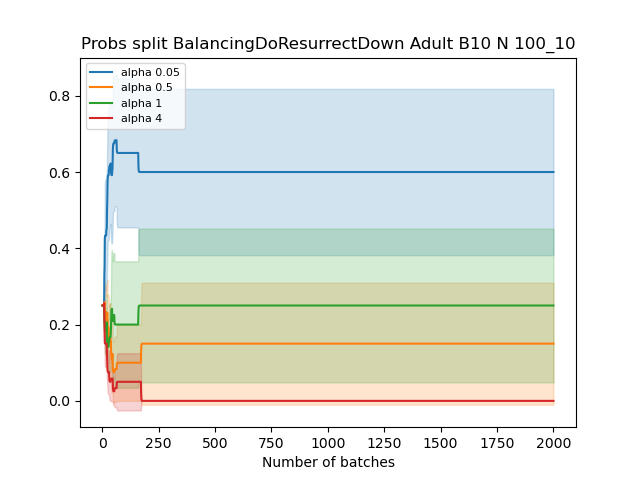 Probs split BalancingDoResurrectDown Adult B10 N 100_10
alpha 0.05
alpha 0.5
alpha 1
alpha 4
0.8
0.6
0.4
0.2
0.0
0 250 500 750 1000 1250 1500 1750 2000
Number of batches